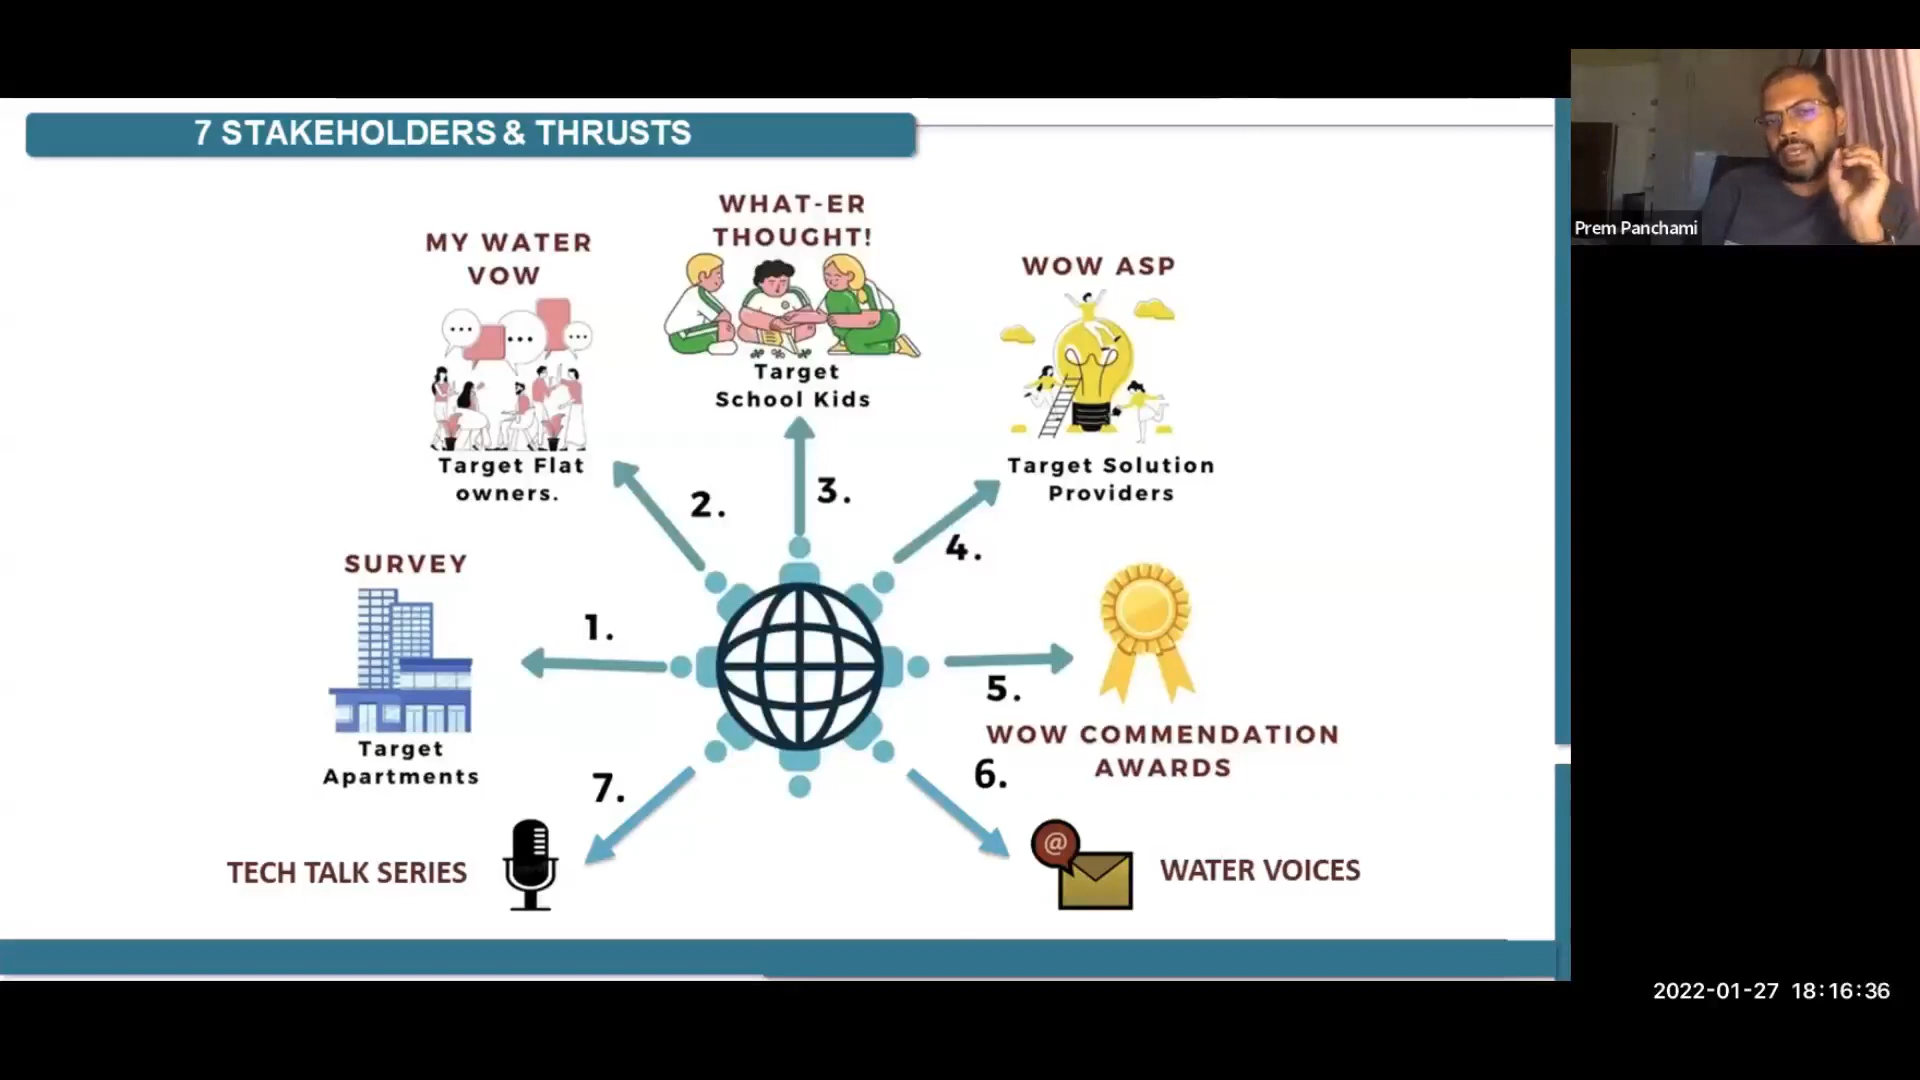 7 STAKEHOLDERS & THRUSTS
Prem Panchami
SURVEY
Target
Apartments
1.
MY WATER
VOW
Target Flat
owners.
2.
WHAT-ER
THOUGHT!
Target
School Kids
3.
WOW ASP
Target Solution
Providers
4.
5.
WOW COMMENDATION
AWARDS
6.
@
WATER VOICES
7.
TECH TALK SERIES
2022-01-27 18:16:36